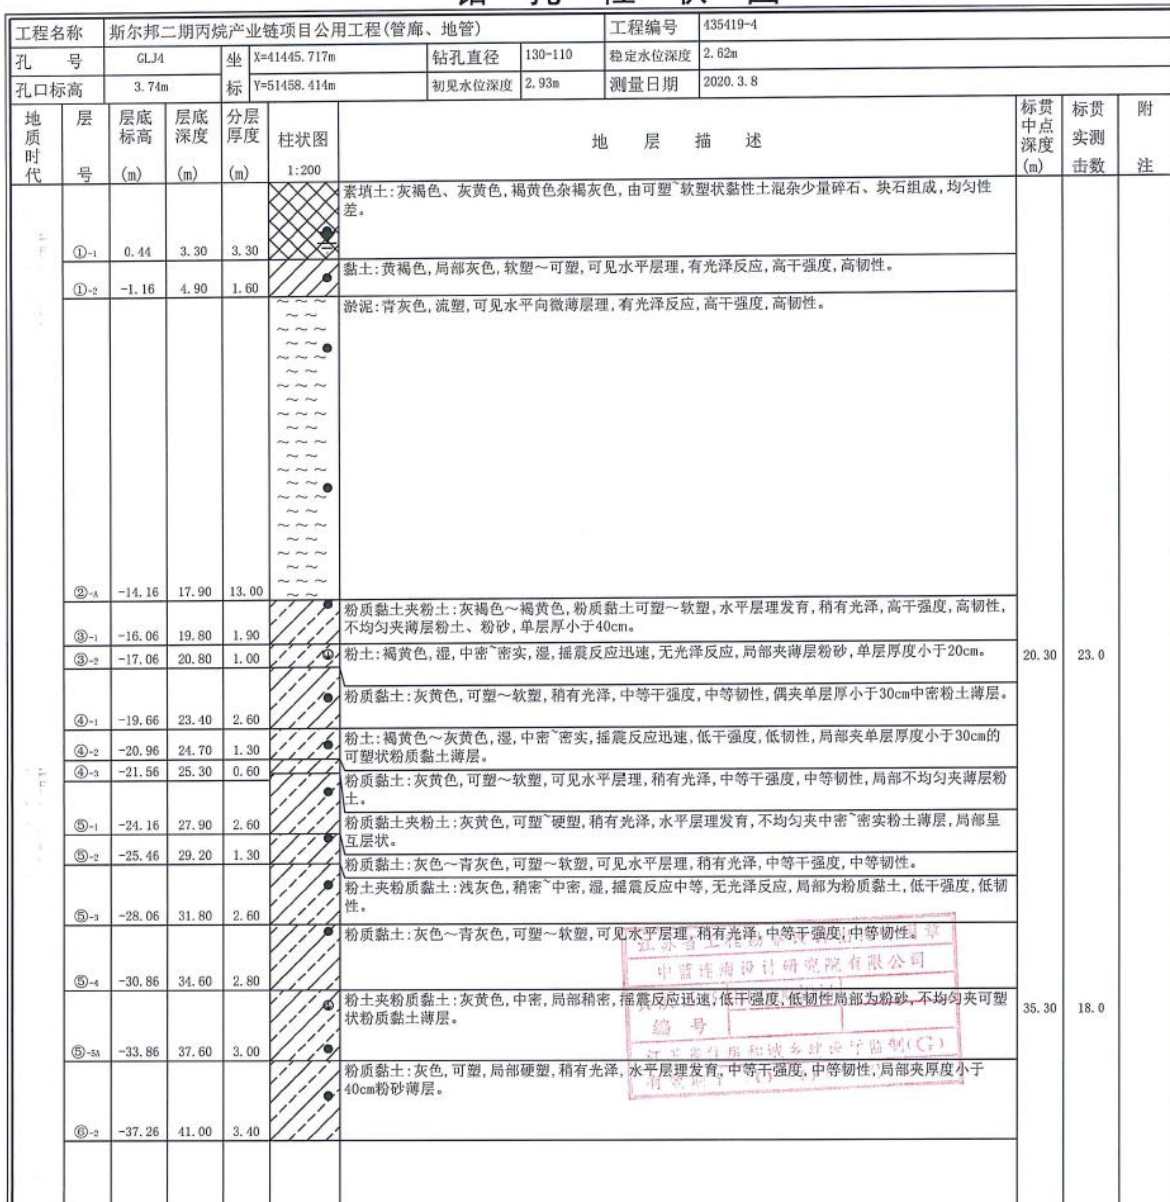 钻 孔 柱 状 图
工程名称 斯尔邦二期丙烷产业链项目公用工程(管廊、地管) 工程编号 435419-4
孔 号 GLJ4 坐 X=41445.717m 钻孔直径 130-110 稳定水位深度 2.62m
孔口标高 3.74m 标 Y=51458.414m 初见水位深度 2.93m 测量日期 2020.3.8
地质时代 层号 层底标高(m) 层底深度(m) 分层厚度(m) 柱状图 1:200 地 层 描 述 标贯中点深度(m) 标贯实测击数 附注
素填土:灰褐色、灰黄色,褐黄色杂褐灰色,由可塑~软塑状黏性土混杂少量碎石、块石组成,均匀性
差。
①-1 0.44 3.30 3.30
黏土:黄褐色,局部灰色,软塑～可塑,可见水平层理,有光泽反应,高干强度,高韧性。
①-2 -1.16 4.90 1.60
淤泥:青灰色,流塑,可见水平向微薄层理,有光泽反应,高干强度,高韧性。
②-A -14.16 17.90 13.00
粉质黏土夹粉土:灰褐色～褐黄色,粉质黏土可塑～软塑,水平层理发育,稍有光泽,高干强度,高韧性,
不均匀夹薄层粉土、粉砂,单层厚小于40cm。
③-1 -16.06 19.80 1.90
③-2 -17.06 20.80 1.00 粉土:褐黄色,湿,中密~密实,湿,摇震反应迅速,无光泽反应,局部夹薄层粉砂,单层厚度小于20cm。 20.30 23.0
粉质黏土:灰黄色,可塑～软塑,稍有光泽,中等干强度,中等韧性,偶夹单层厚小于30cm中密粉土薄层。
④-1 -19.66 23.40 2.60
粉土:褐黄色～灰黄色,湿,中密~密实,摇震反应迅速,低干强度,低韧性,局部夹单层厚度小于30cm的
④-2 -20.96 24.70 1.30 可塑状粉质黏土薄层。
④-3 -21.56 25.30 0.60
粉质黏土:灰黄色,可塑～软塑,可见水平层理,稍有光泽,中等干强度,中等韧性,局部不均匀夹薄层粉
土。
⑤-1 -24.16 27.90 2.60 粉质黏土夹粉土:灰黄色,可塑~硬塑,稍有光泽,水平层理发育,不均匀夹中密~密实粉土薄层,局部呈
互层状。
⑤-2 -25.46 29.20 1.30
粉质黏土:灰色～青灰色,可塑～软塑,可见水平层理,稍有光泽,中等干强度,中等韧性。
粉土夹粉质黏土:浅灰色,稍密~中密,湿,摇震反应中等,无光泽反应,局部为粉质黏土,低干强度,低韧
性。
⑤-3 -28.06 31.80 2.60
粉质黏土:灰色～青灰色,可塑～软塑,可见水平层理,稍有光泽,中等干强度,中等韧性。
中蓝连海设计研究院有限公司
⑤-4 -30.86 34.60 2.80
粉土夹粉质黏土:灰黄色,中密,局部稍密,摇震反应迅速,低干强度,低韧性局部为粉砂,不均匀夹可塑 35.30 18.0
状粉质黏土薄层。
编 号
⑤-5A -33.86 37.60 3.00
粉质黏土:灰色,可塑,局部硬塑,稍有光泽,水平层理发育,中等干强度,中等韧性,局部夹厚度小于
40cm粉砂薄层。
⑥-2 -37.26 41.00 3.40